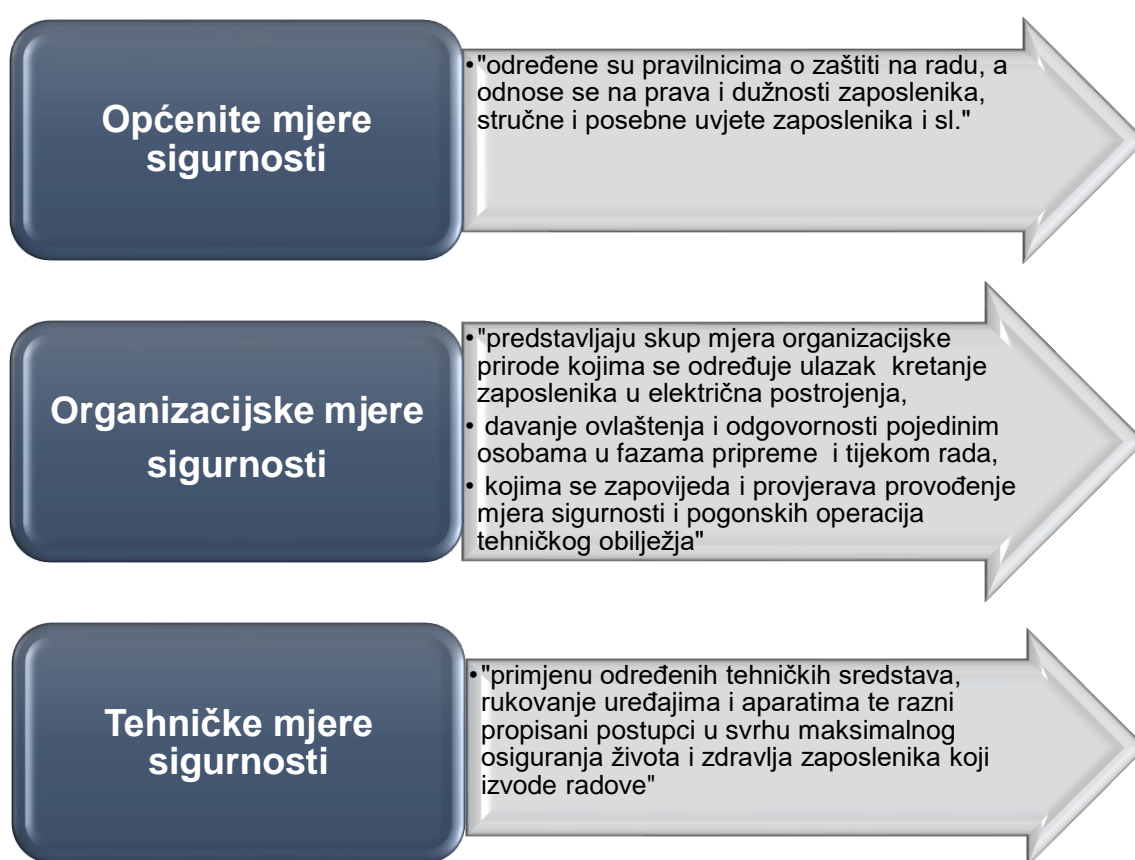 Općenite mjere
sigurnosti
•"određene su pravilnicima o zaštiti na radu, a
odnose se na prava i dužnosti zaposlenika,
stručne i posebne uvjete zaposlenika i sl."
Organizacijske mjere
sigurnosti
•"predstavljaju skup mjera organizacijske
prirode kojima se određuje ulazak  kretanje
zaposlenika u električna postrojenja,
• davanje ovlaštenja i odgovornosti pojedinim
osobama u fazama pripreme  i tijekom rada,
• kojima se zapovijeda i provjerava provođenje
mjera sigurnosti i pogonskih operacija
tehničkog obilježja"
Tehničke mjere
sigurnosti
•"primjenu određenih tehničkih sredstava,
rukovanje uređajima i aparatima te razni
propisani postupci u svrhu maksimalnog
osiguranja života i zdravlja zaposlenika koji
izvode radove"